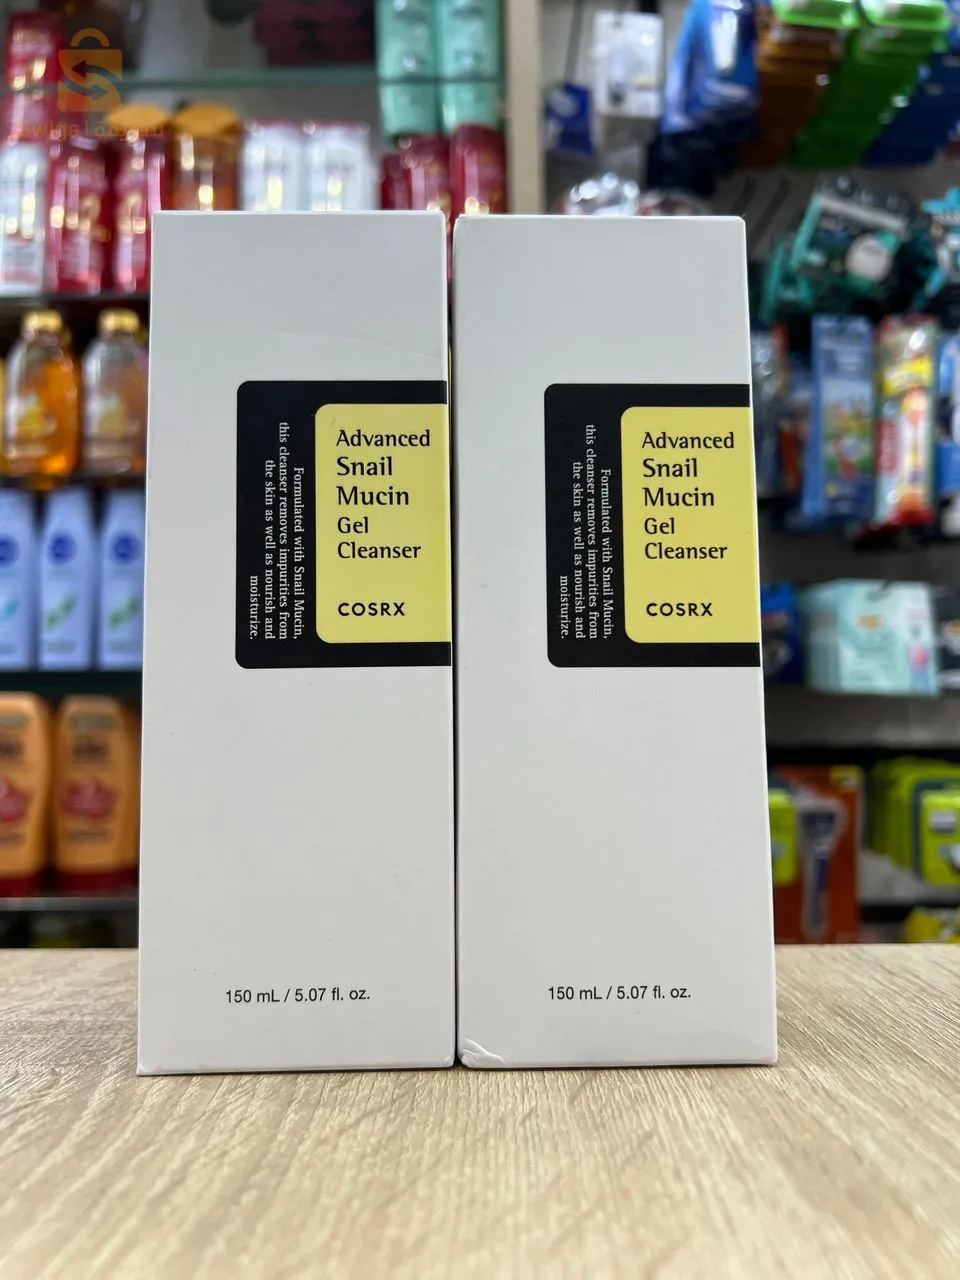 Advanced
Snail
Mucin
Gel
Cleanser
COSRX
Formulated with Snail Mucin,
this cleanser removes impurities from
the skin as well as nourish and
moisturize.
150 mL / 5.07 fl. oz.
Advanced
Snail
Mucin
Gel
Cleanser
COSRX
Formulated with Snail Mucin,
this cleanser removes impurities from
the skin as well as nourish and
moisturize.
150 mL / 5.07 fl. oz.